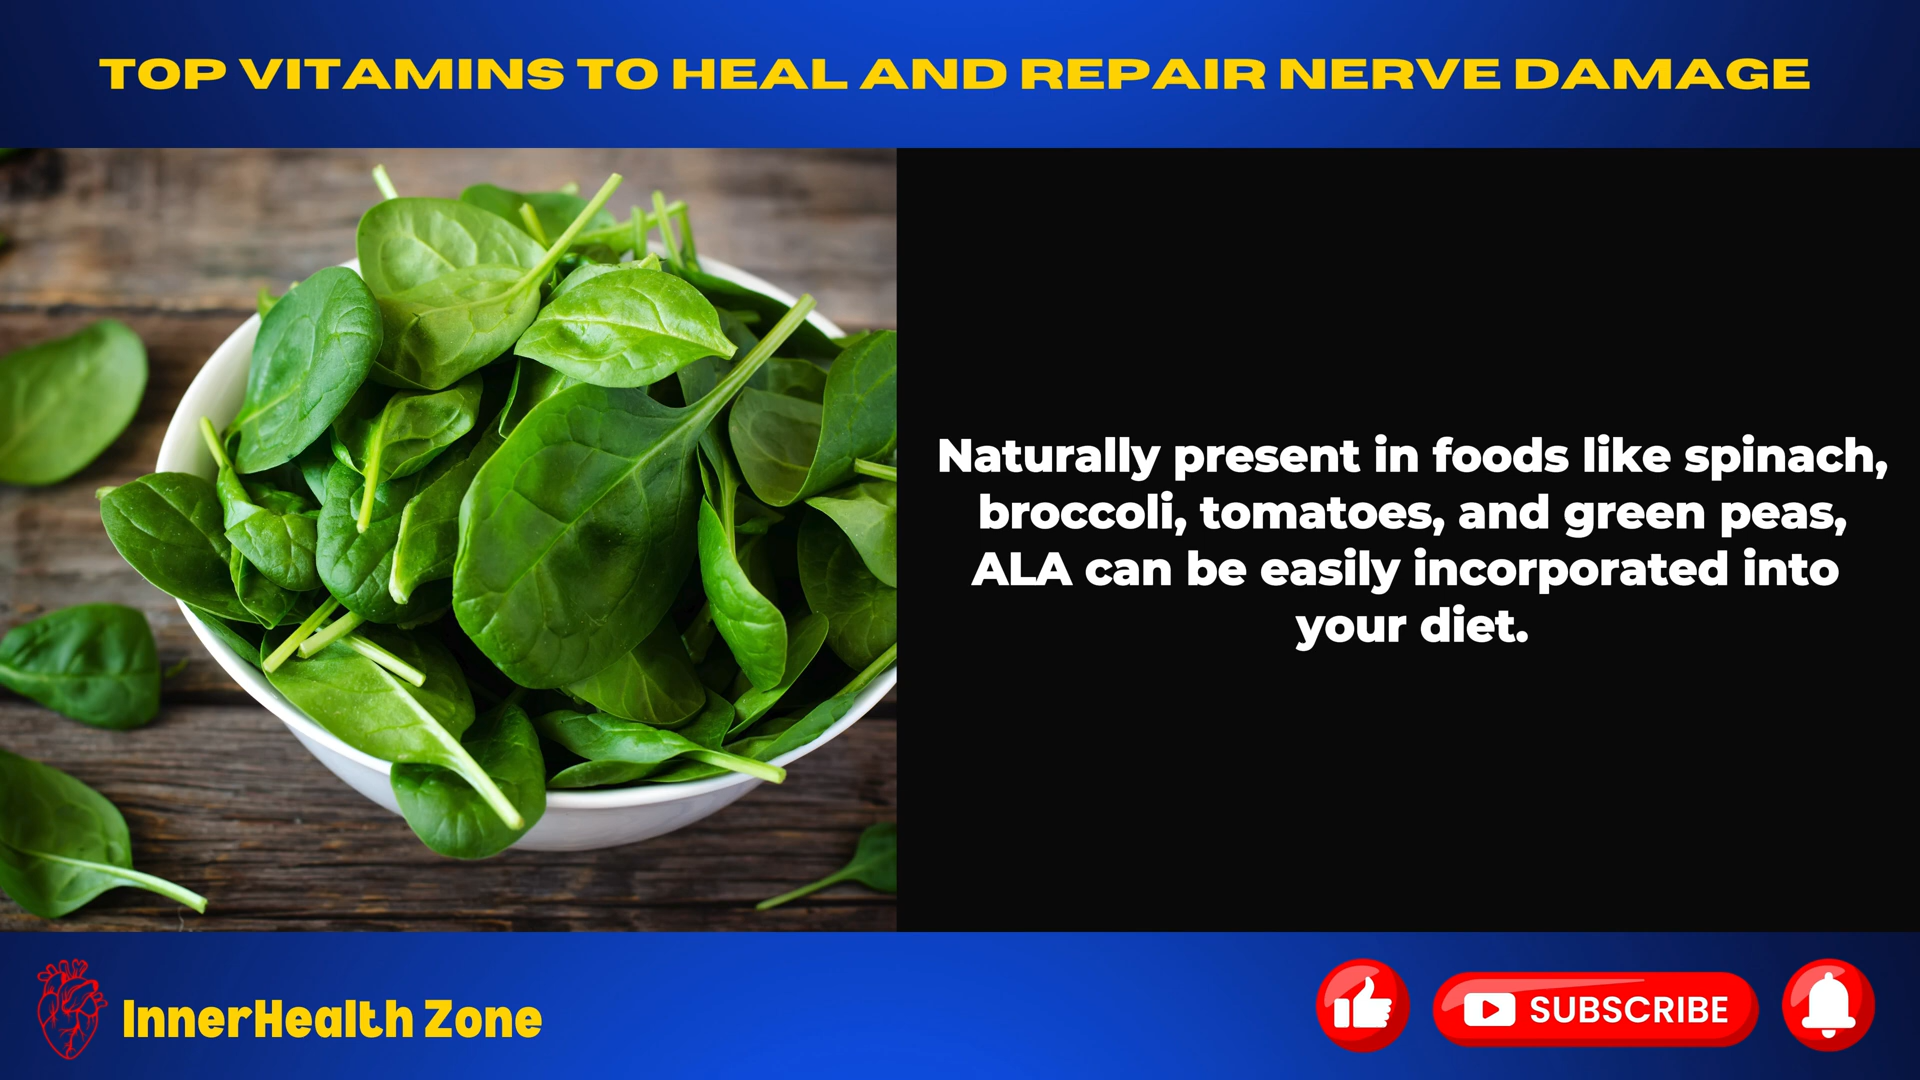 TOP VITAMINS TO HEAL AND REPAIR NERVE DAMAGE
Naturally present in foods like spinach,
broccoli, tomatoes, and green peas,
ALA can be easily incorporated into
your diet.
InnerHealth Zone
SUBSCRIBE